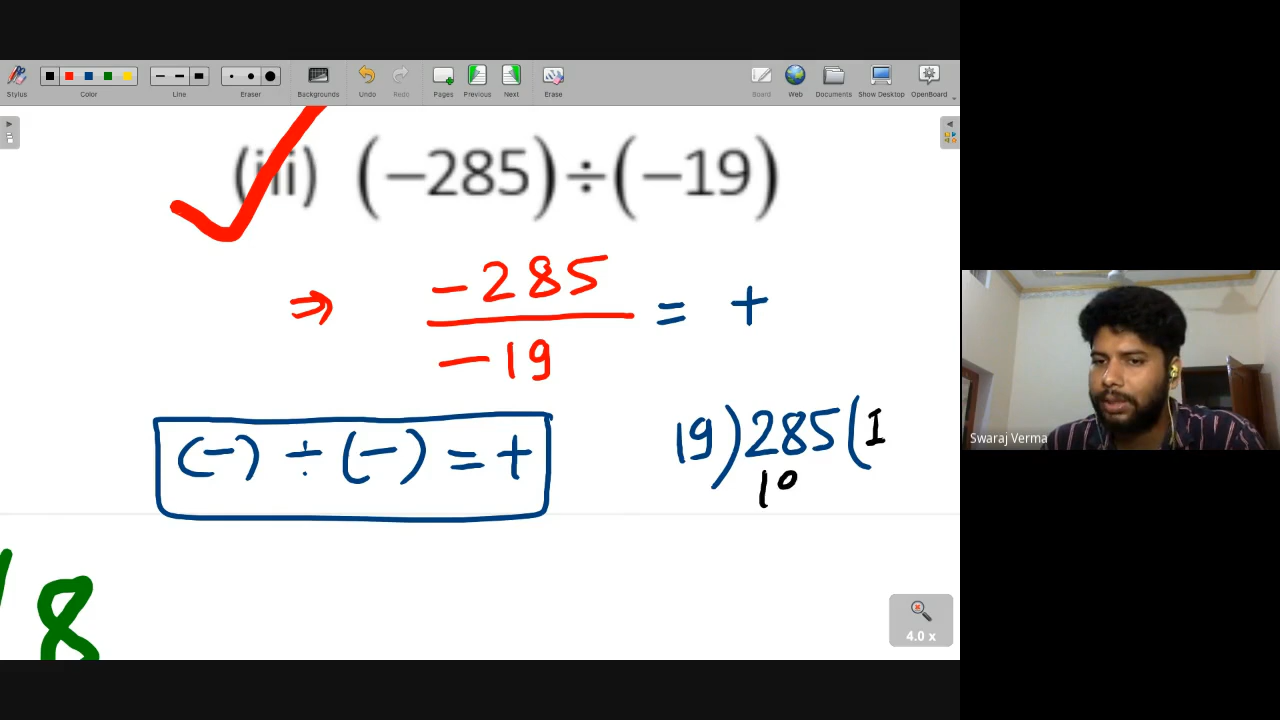 Stylus Color Line Eraser Backgrounds Undo Redo Pages Previous Next Erase Board Web Documents Show Desktop OpenBoard
(iii) (−285)÷(−19)
⇒ −285 = +
−19
(−) ÷ (−) = +
19)285(1
10
Swaraj Verma
8
4.0 x